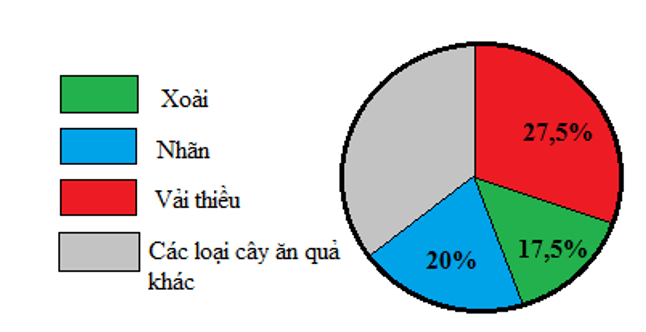 Xoài
Nhãn
Vải thiều
Các loại cây ăn quả
khác
27,5%
17,5%
20%